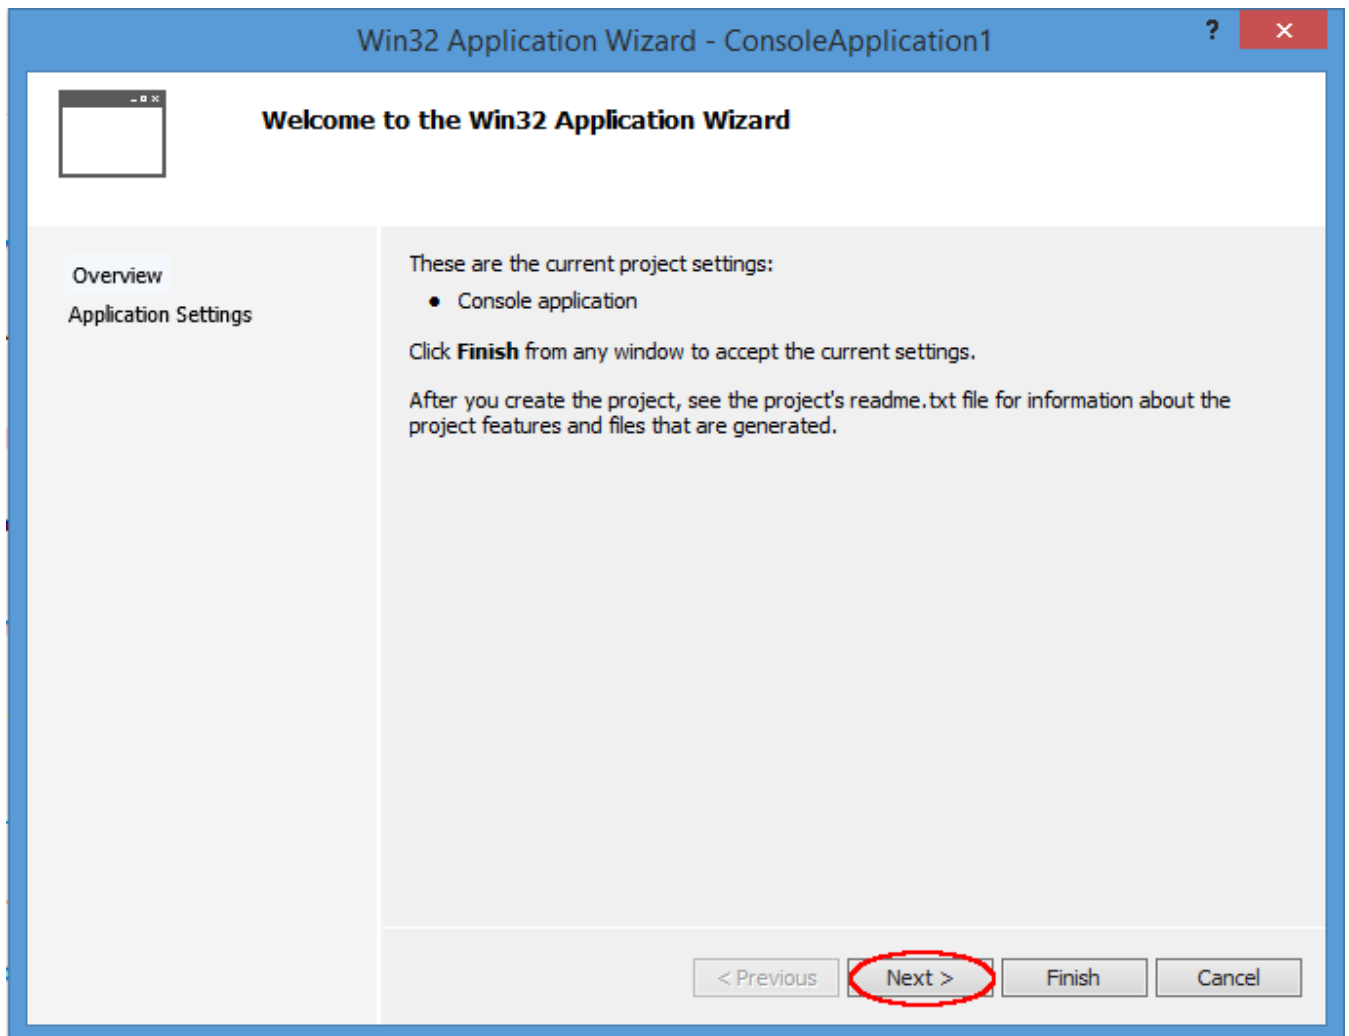 Win32 Application Wizard - ConsoleApplication1
?
Welcome to the Win32 Application Wizard
Overview
Application Settings
These are the current project settings:
● Console application
Click Finish from any window to accept the current settings.
After you create the project, see the project's readme.txt file for information about the
project features and files that are generated.
< Previous
Next >
Finish
Cancel